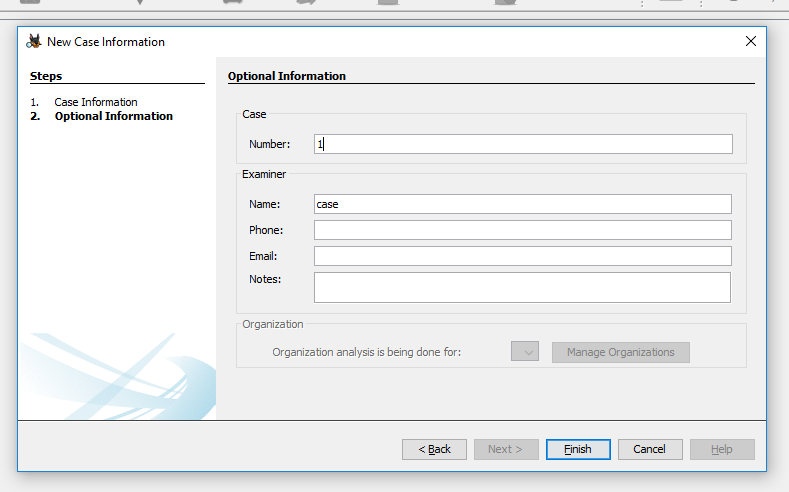 New Case Information
Steps
1. Case Information
2. Optional Information
Optional Information
Case
Number: 1
Examiner
Name: case
Phone:
Email:
Notes:
Organization
Organization analysis is being done for:
Manage Organizations
< Back
Next >
Finish
Cancel
Help